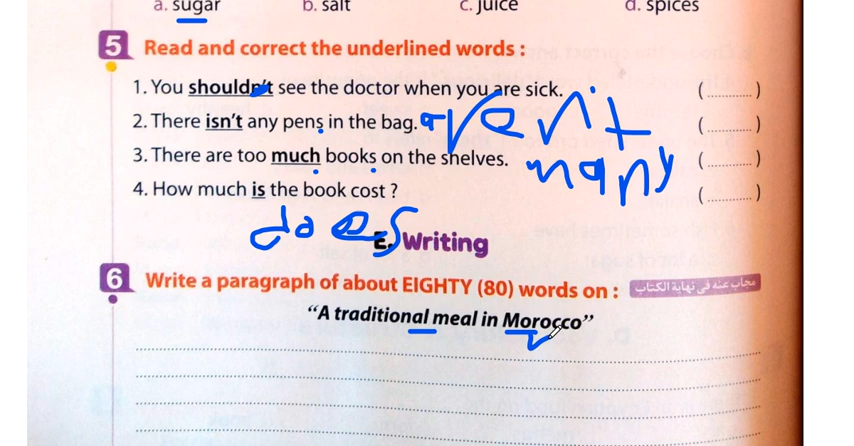 a. sugar b. salt c. juice d. spices
5 Read and correct the underlined words :
1. You shouldn't see the doctor when you are sick. (............)
2. There isn't any pens in the bag. aren't (............)
3. There are too much books on the shelves. many (............)
4. How much is the book cost ? (............)
does
E. Writing
6 Write a paragraph of about EIGHTY (80) words on : مجاب عنه فى نهاية الكتاب
"A traditional meal in Morocco"